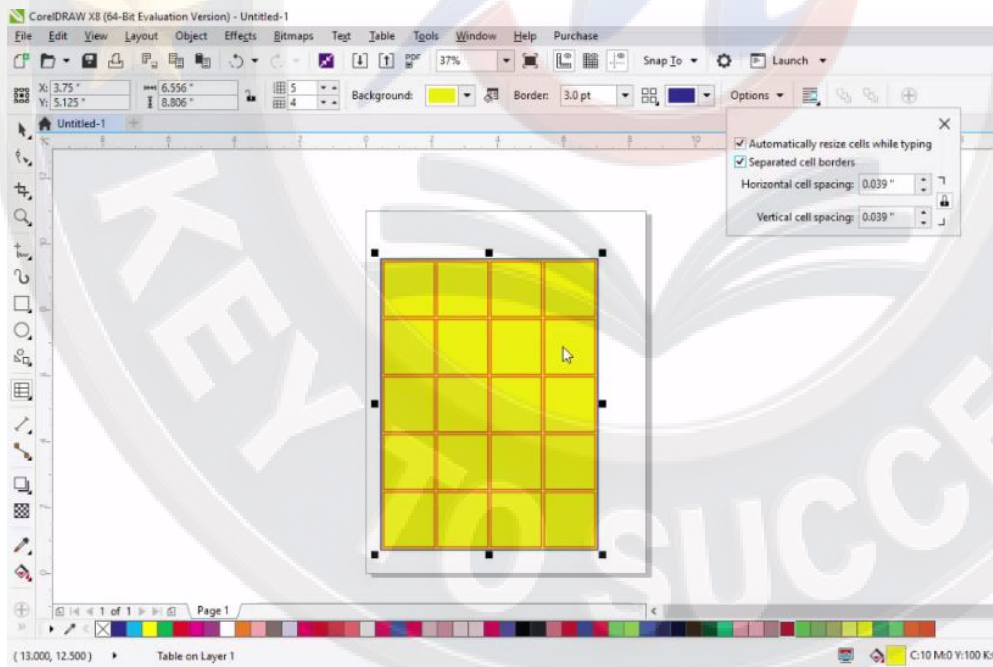 CorelDRAW X8 (64-Bit Evaluation Version) - Untitled-1
File Edit View Layout Object Effects Bitmaps Text Table Tools Window Help Purchase
PDF 37% Snap To Launch
X: 3.75 " 6.556 " 5 Background: Border: 3.0 pt Options
Y: 5.125 " 8.806 " 4
Untitled-1
Automatically resize cells while typing
Separated cell borders
Horizontal cell spacing: 0.039 "
Vertical cell spacing: 0.039 "
KEY TO SUCCE
1 of 1 Page 1
( 13.000, 12.500 ) Table on Layer 1 C:10 M:0 Y:100 K: